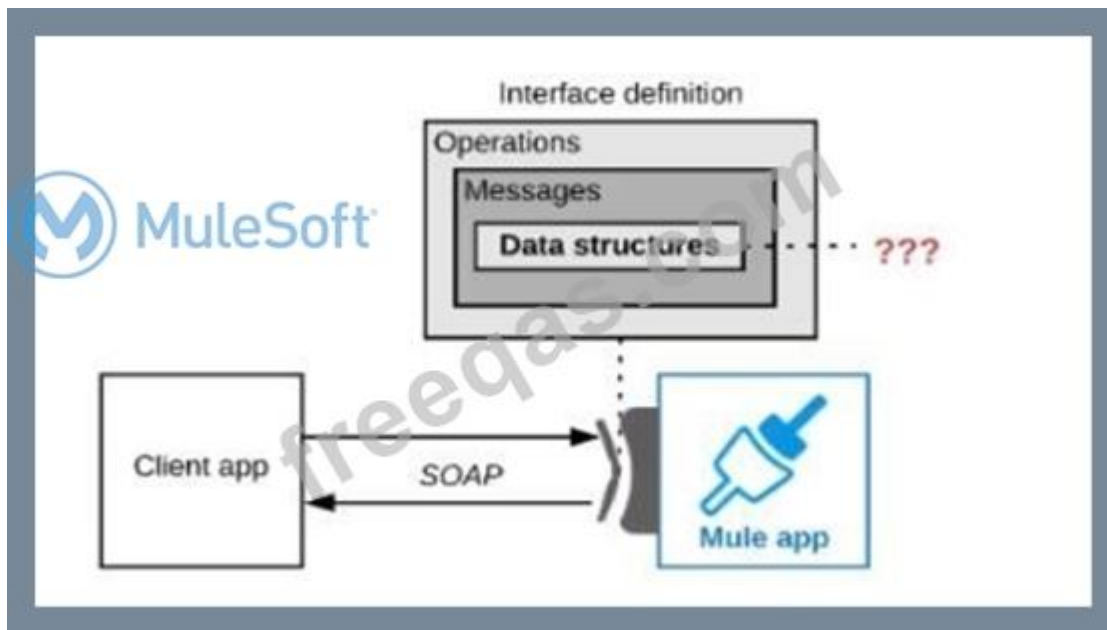 Interface definition
Operations
Messages
Data structures
???
MuleSoft
freeqas.com
Client app
SOAP
Mule app